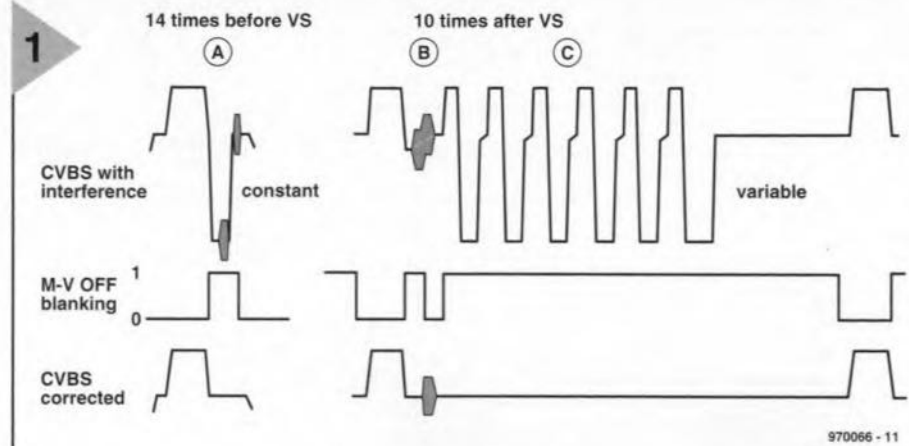 1
14 times before VS
10 times after VS
A
B
C
CVBS with
interference
constant
variable
M-V OFF
blanking
1
0
CVBS
corrected
970066 - 11